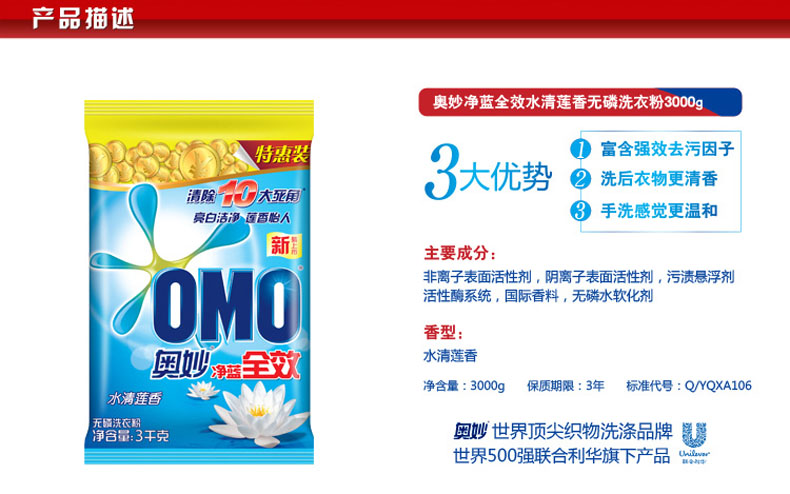 产品描述
特惠装
清除10大死角
亮白洁净 莲香怡人
新
OMO
奥妙 净蓝全效
水清莲香
无磷洗衣粉
净含量:3千克
奥妙净蓝全效水清莲香无磷洗衣粉3000g
3大优势
1 富含强效去污因子
2 洗后衣物更清香
3 手洗感觉更温和
主要成分：
非离子表面活性剂，阴离子表面活性剂，污渍悬浮剂
活性酶系统，国际香料，无磷水软化剂
香型：
水清莲香
净含量：3000g 保质期限：3年 标准代号：Q/YQXA106
奥妙 世界顶尖织物洗涤品牌
世界500强联合利华旗下产品
Unilever
联合利华